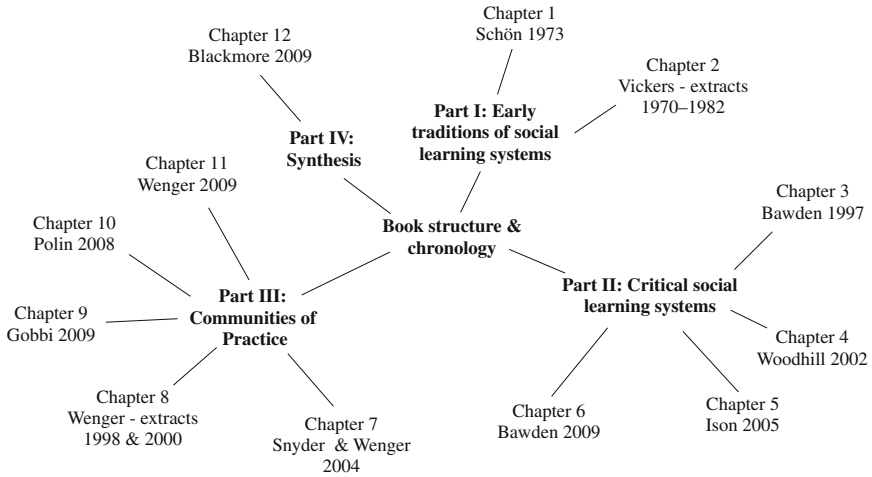 Book structure &
chronology
Part I: Early
traditions of social
learning systems
Chapter 1
Schön 1973
Chapter 2
Vickers - extracts
1970–1982
Part II: Critical social
learning systems
Chapter 3
Bawden 1997
Chapter 4
Woodhill 2002
Chapter 5
Ison 2005
Chapter 6
Bawden 2009
Part III:
Communities of
Practice
Chapter 7
Snyder & Wenger
2004
Chapter 8
Wenger - extracts
1998 & 2000
Chapter 9
Gobbi 2009
Chapter 10
Polin 2008
Chapter 11
Wenger 2009
Part IV:
Synthesis
Chapter 12
Blackmore 2009